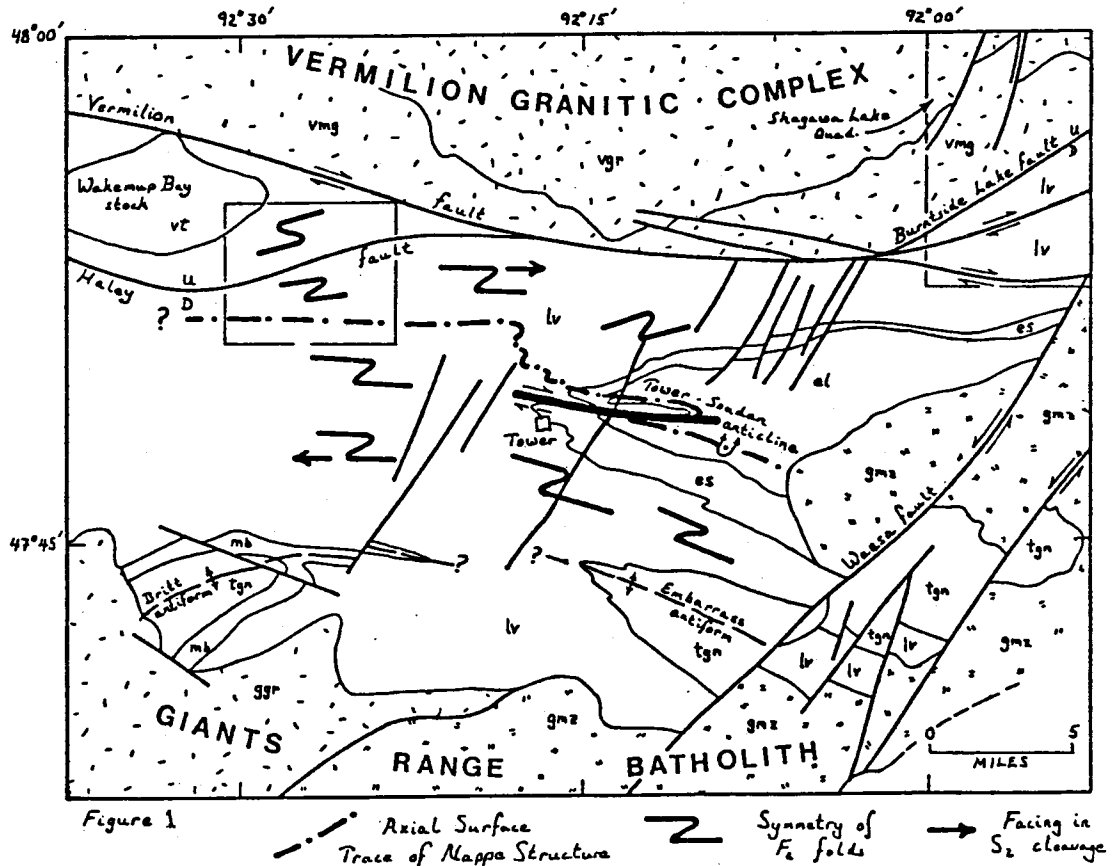 92°30'
92°15'
92°00'
48°00'
VERMILION GRANITIC COMPLEX
Vermilion
fault
vmg
vgr
Shagawa Lake
Quad.
vmg
U
D
Burntside Lake fault
lv
lv
Wakemup Bay
stock
vt
Haley
fault
U
D
?
lv
es
el
Tower-Soudan
anticline
Tower
gmz
gmz
es
Waasa fault
47°45'
mb
?
?
Britt
antiform
tgn
mb
Embarrass
antiform
tgn
tgn
tgn
tgn
lv
lv
lv
lv
gmz
ggr
gmz
gmz
GIANTS
RANGE
BATHOLITH
0
5
MILES
Figure 1
Axial Surface
Trace of Nappe Structure
Symmetry of
F₂ folds
Facing in
S₂ cleavage